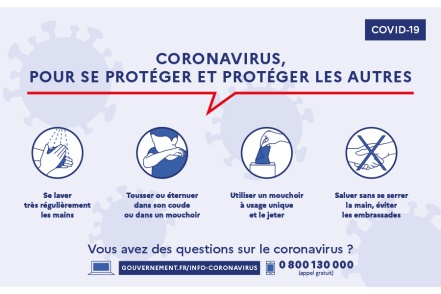 COVID-19
CORONAVIRUS,
POUR SE PROTÉGER ET PROTÉGER LES AUTRES
Se laver
très régulièrement
les mains
Tousser ou éternuer
dans son coude
ou dans un mouchoir
Utiliser un mouchoir
à usage unique
et le jeter
Saluer sans se serrer
la main, éviter
les embrassades
Vous avez des questions sur le coronavirus ?
GOUVERNEMENT.FR/INFO-CORONAVIRUS
0 800 130 000
(appel gratuit)